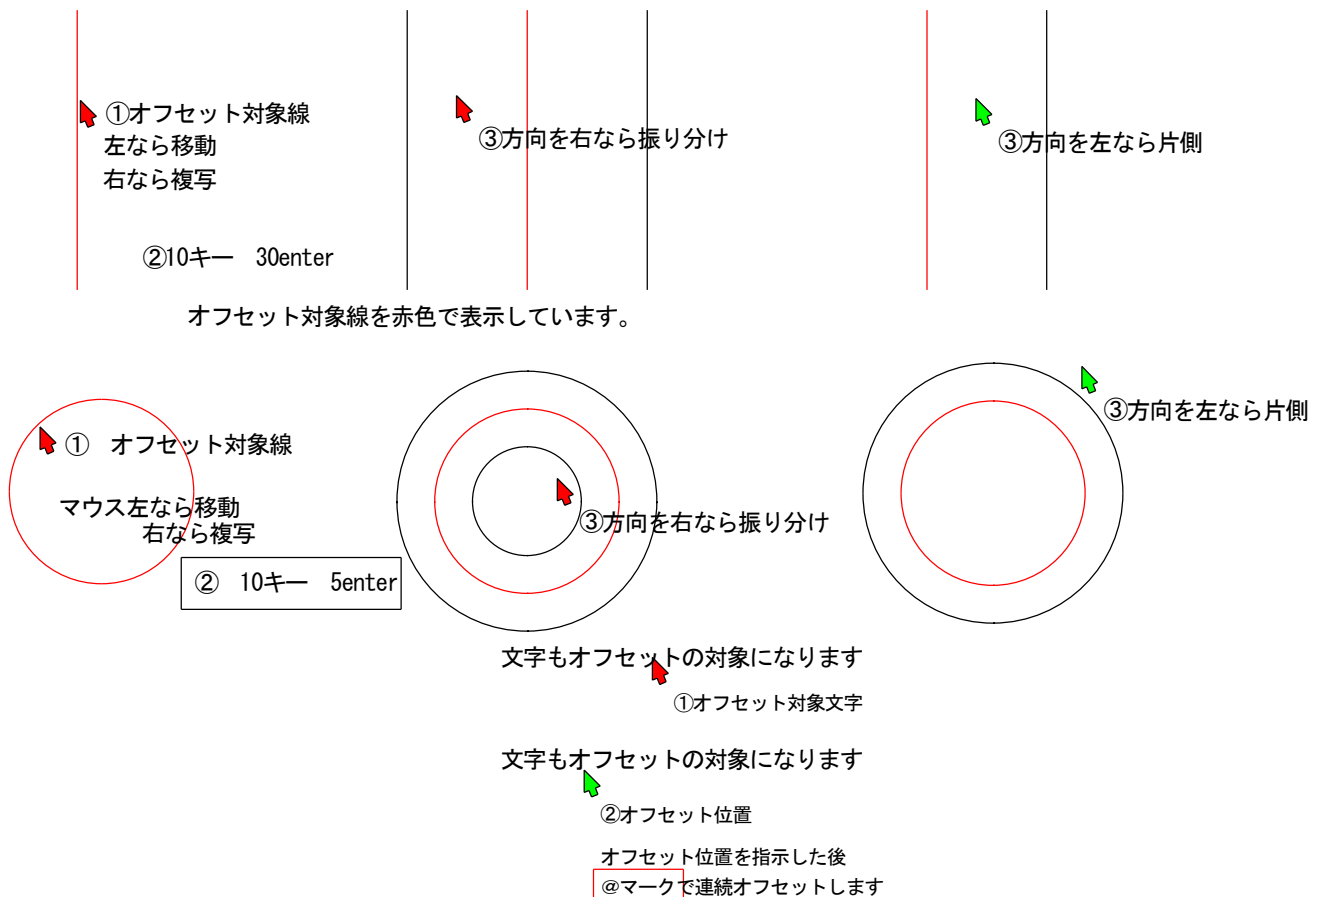 ①オフセット対象線
左なら移動
右なら複写
③方向を右なら振り分け
③方向を左なら片側
②10キー　30enter
オフセット対象線を赤色で表示しています。
①　オフセット対象線
マウス左なら移動
右なら複写
②　10キー　5enter
③方向を右なら振り分け
③方向を左なら片側
文字もオフセットの対象になります
①オフセット対象文字
文字もオフセットの対象になります
②オフセット位置
オフセット位置を指示した後
@マークで連続オフセットします